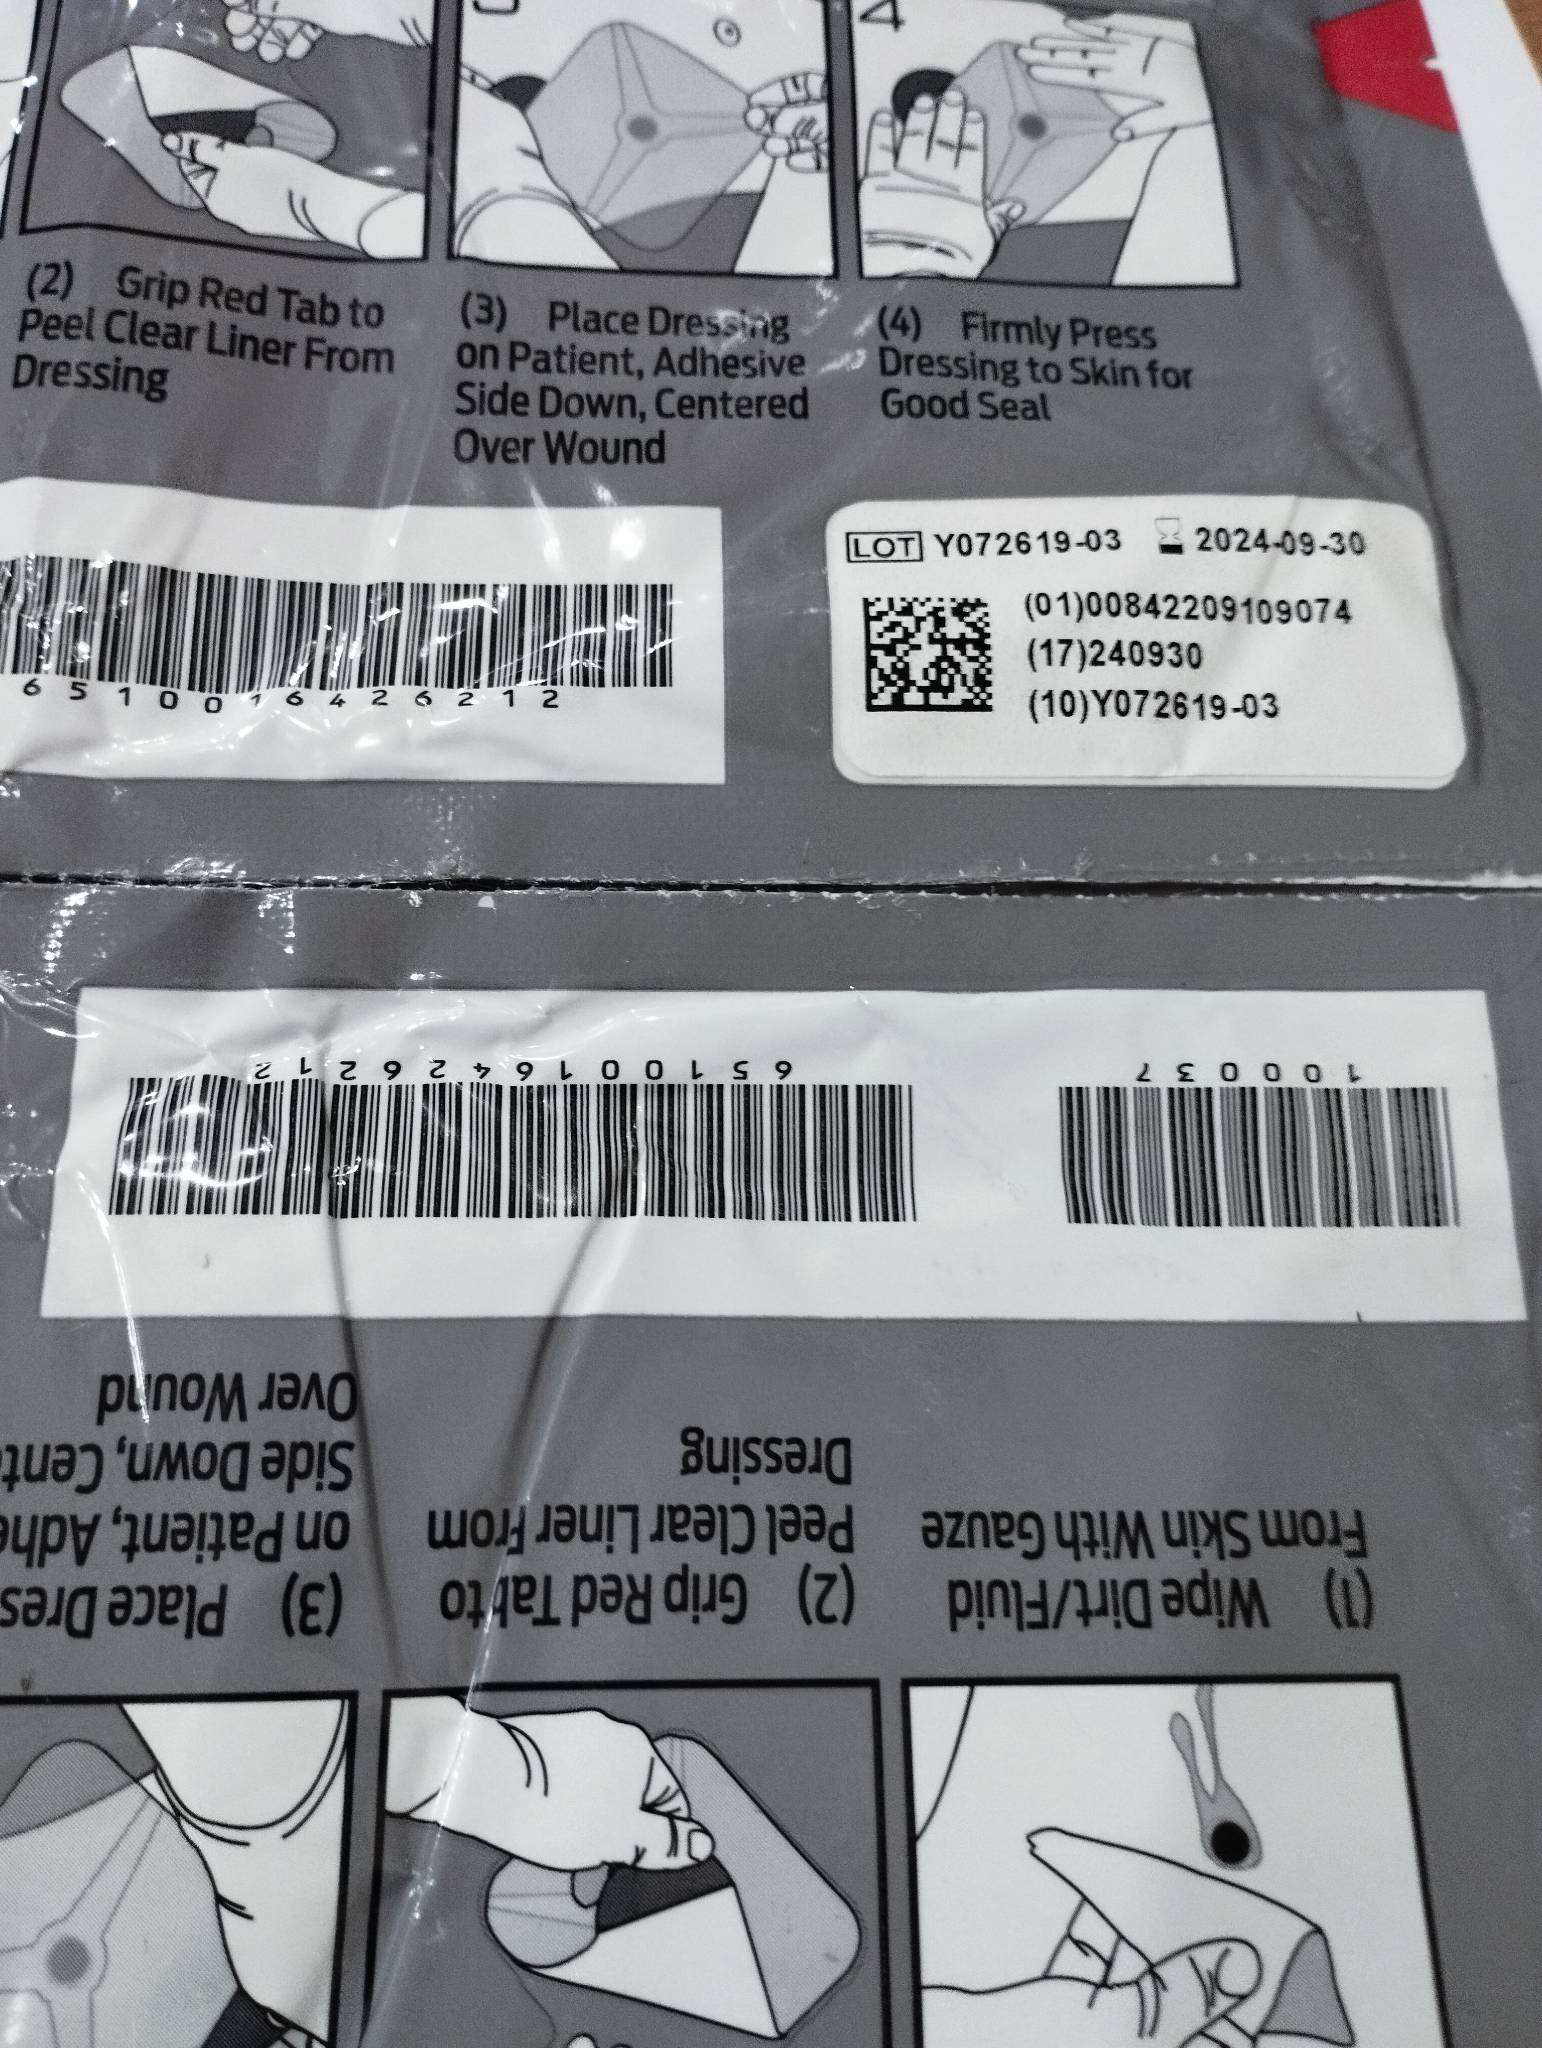 4
(2) Grip Red Tab to
Peel Clear Liner From
Dressing
(3) Place Dressing
on Patient, Adhesive
Side Down, Centered
Over Wound
(4) Firmly Press
Dressing to Skin for
Good Seal
6510016426212
LOT Y072619-03 2024-09-30
(01)00842209109074
(17)240930
(10)Y072619-03
6510016426212
100037
(1) Wipe Dirt/Fluid
From Skin With Gauze
(2) Grip Red Tab to
Peel Clear Liner From
Dressing
(3) Place Dres
on Patient, Adhe
Side Down, Cent
Over Wound